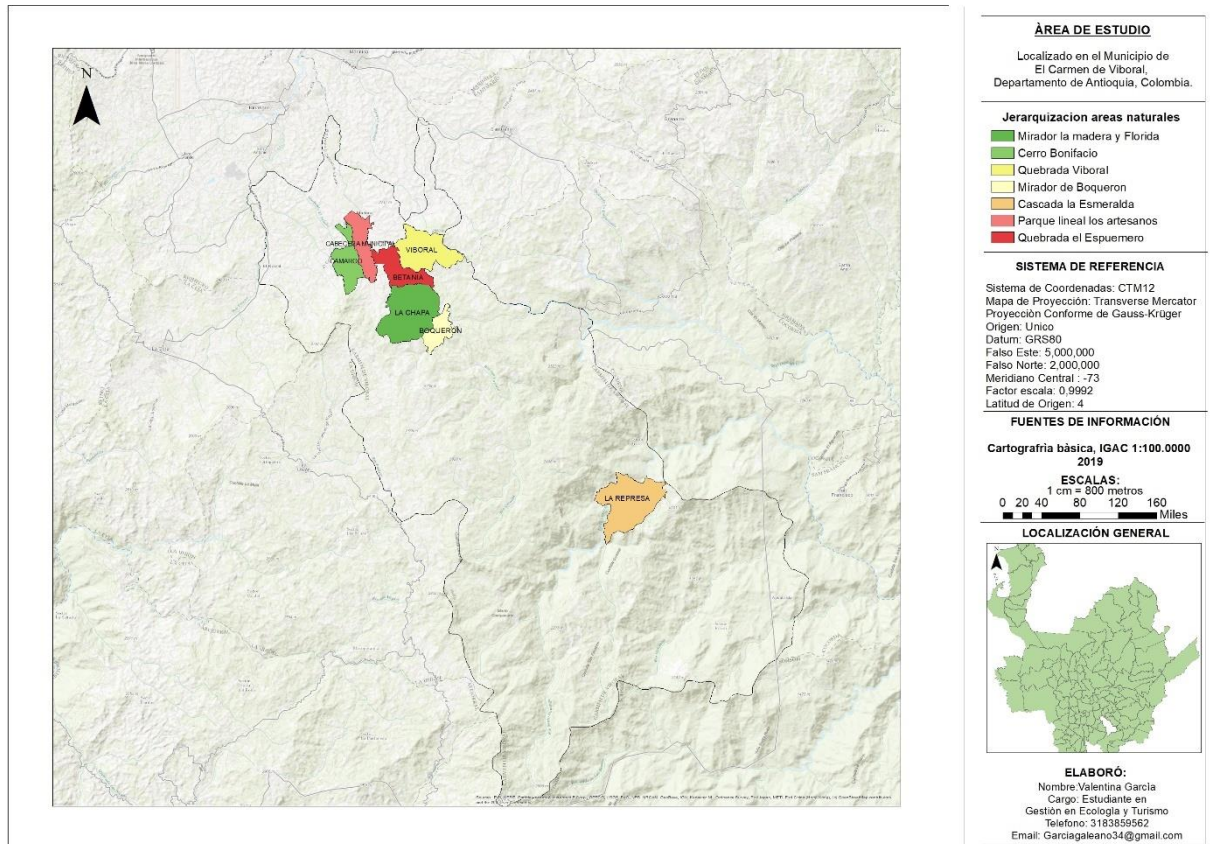 N
CABECERA MUNICIPAL
CAMARGO
VIBORAL
BETANIA
LA CHAPA
BOQUERON
LA REPRESA
ÀREA DE ESTUDIO
Localizado en el Municipio de
El Carmen de Viboral,
Departamento de Antioquia, Colombia.
Jerarquizacion areas naturales
Mirador la madera y Florida
Cerro Bonifacio
Quebrada Viboral
Mirador de Boqueron
Cascada la Esmeralda
Parque lineal los artesanos
Quebrada el Espuemero
SISTEMA DE REFERENCIA
Sistema de Coordenadas: CTM12
Mapa de Proyección: Transverse Mercator
Proyecciòn Conforme de Gauss-Krüger
Origen: Unico
Datum: GRS80
Falso Este: 5,000,000
Falso Norte: 2,000,000
Meridiano Central : -73
Factor escala: 0,9992
Latitud de Origen: 4
FUENTES DE INFORMACIÓN
Cartografria bàsica, IGAC 1:100.0000
2019
ESCALAS:
1 cm = 800 metros
0 20 40 80 120 160
Miles
LOCALIZACIÓN GENERAL
N
ELABORÓ:
Nombre:Valentina Garcìa
Cargo: Estudiante en
Gestiòn en Ecologìa y Turismo
Telefono: 3183859562
Email: Garciagaleano34@gmail.com